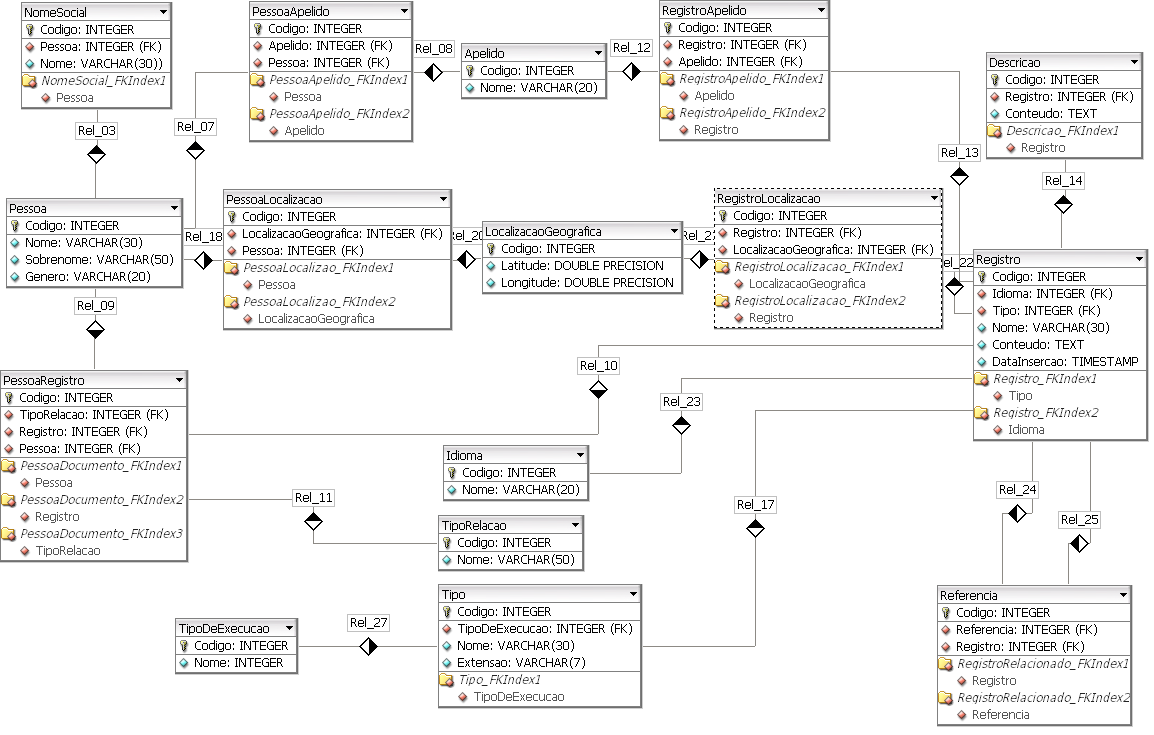 NomeSocial
Codigo: INTEGER
Pessoa: INTEGER (FK)
Nome: VARCHAR(30))
NomeSocial_FKIndex1
Pessoa
PessoaApelido
Codigo: INTEGER
Apelido: INTEGER (FK)
Pessoa: INTEGER (FK)
PessoaApelido_FKIndex1
Pessoa
PessoaApelido_FKIndex2
Apelido
Rel_08
Apelido
Codigo: INTEGER
Nome: VARCHAR(20)
Rel_12
RegistroApelido
Codigo: INTEGER
Registro: INTEGER (FK)
Apelido: INTEGER (FK)
RegistroApelido_FKIndex1
Apelido
RegistroApelido_FKIndex2
Registro
Descricao
Codigo: INTEGER
Registro: INTEGER (FK)
Conteudo: TEXT
Descricao_FKIndex1
Registro
Rel_03
Rel_07
Rel_13
Rel_14
Pessoa
Codigo: INTEGER
Nome: VARCHAR(30)
Sobrenome: VARCHAR(50)
Genero: VARCHAR(20)
Rel_18
PessoaLocalizacao
Codigo: INTEGER
LocalizacaoGeografica: INTEGER (FK)
Pessoa: INTEGER (FK)
PessoaLocalizao_FKIndex1
Pessoa
PessoaLocalizao_FKIndex2
LocalizacaoGeografica
Rel_20
LocalizacaoGeografica
Codigo: INTEGER
Latitude: DOUBLE PRECISION
Longitude: DOUBLE PRECISION
RegistroLocalizacao
Codigo: INTEGER
Registro: INTEGER (FK)
LocalizacaoGeografica: INTEGER (FK)
RegistroLocalizacao_FKIndex1
LocalizacaoGeografica
RegistroLocalizacao_FKIndex2
Registro
el_22
Registro
Codigo: INTEGER
Idioma: INTEGER (FK)
Tipo: INTEGER (FK)
Nome: VARCHAR(30)
Conteudo: TEXT
DataInsercao: TIMESTAMP
Registro_FKIndex1
Tipo
Registro_FKIndex2
Idioma
Rel_09
PessoaRegistro
Codigo: INTEGER
TipoRelacao: INTEGER (FK)
Registro: INTEGER (FK)
Pessoa: INTEGER (FK)
PessoaDocumento_FKIndex1
Pessoa
PessoaDocumento_FKIndex2
Registro
PessoaDocumento_FKIndex3
TipoRelacao
Rel_10
Rel_23
Idioma
Codigo: INTEGER
Nome: VARCHAR(20)
Rel_11
TipoRelacao
Codigo: INTEGER
Nome: VARCHAR(50)
Rel_17
Rel_24
Rel_25
TipoDeExecucao
Codigo: INTEGER
Nome: INTEGER
Rel_27
Tipo
Codigo: INTEGER
TipoDeExecucao: INTEGER (FK)
Nome: VARCHAR(30)
Extensao: VARCHAR(7)
Tipo_FKIndex1
TipoDeExecucao
Referencia
Codigo: INTEGER
Referencia: INTEGER (FK)
Registro: INTEGER (FK)
RegistroRelacionado_FKIndex1
Registro
RegistroRelacionado_FKIndex2
Referencia